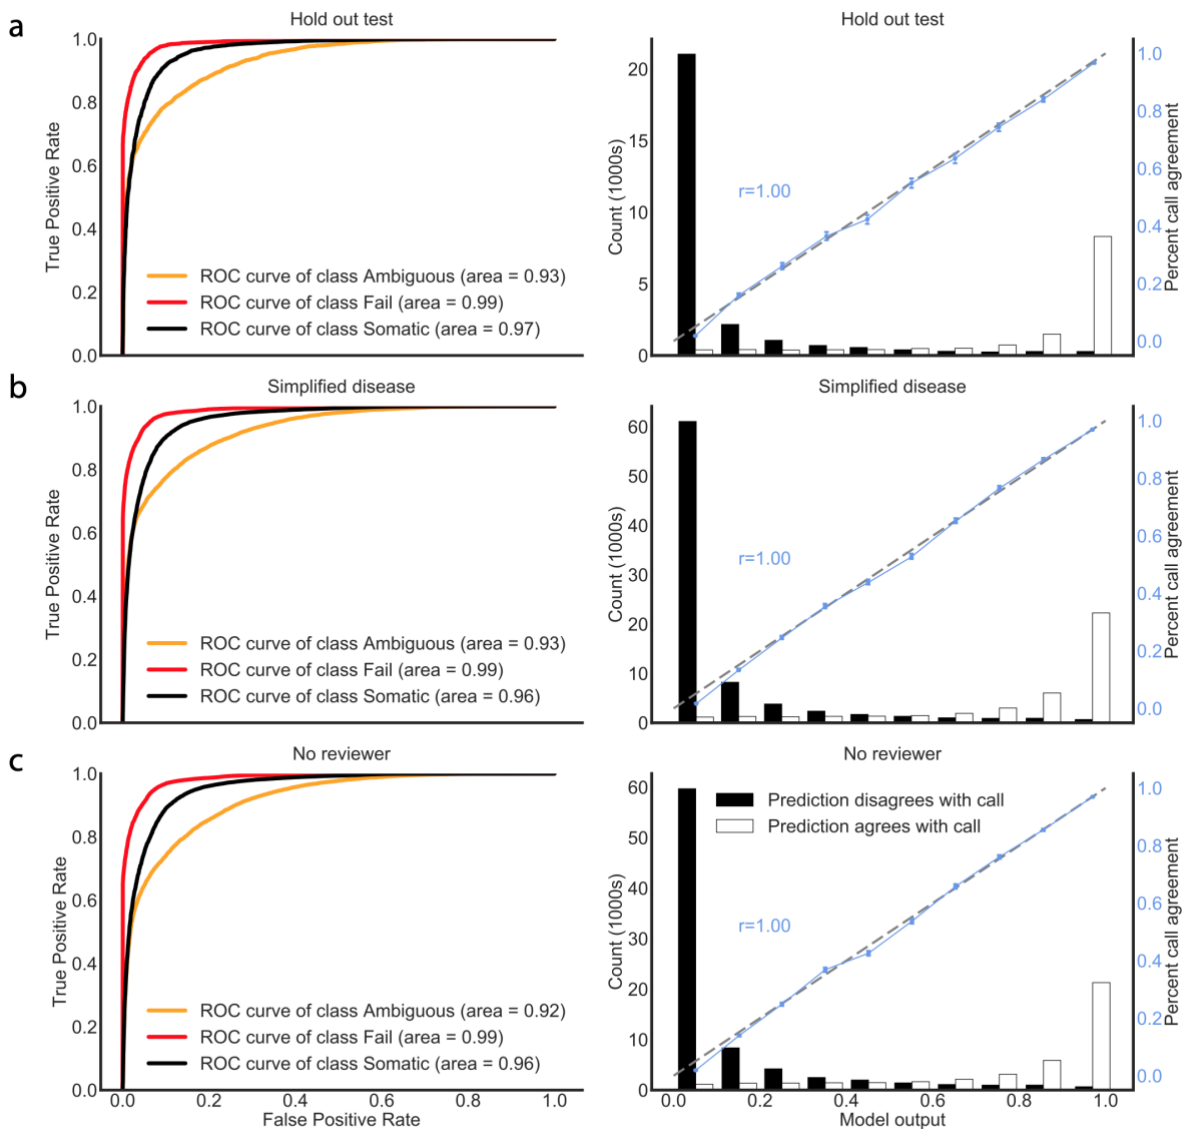 a
Hold out test
1.0
0.8
0.6
0.4
0.2
0.0
True Positive Rate
ROC curve of class Ambiguous (area = 0.93)
ROC curve of class Fail (area = 0.99)
ROC curve of class Somatic (area = 0.97)
Hold out test
20
15
10
5
0
Count (1000s)
r=1.00
1.0
0.8
0.6
0.4
0.2
0.0
Percent call agreement
b
Simplified disease
1.0
0.8
0.6
0.4
0.2
0.0
True Positive Rate
ROC curve of class Ambiguous (area = 0.93)
ROC curve of class Fail (area = 0.99)
ROC curve of class Somatic (area = 0.96)
Simplified disease
60
50
40
30
20
10
0
Count (1000s)
r=1.00
1.0
0.8
0.6
0.4
0.2
0.0
Percent call agreement
c
No reviewer
1.0
0.8
0.6
0.4
0.2
0.0
True Positive Rate
ROC curve of class Ambiguous (area = 0.92)
ROC curve of class Fail (area = 0.99)
ROC curve of class Somatic (area = 0.96)
0.0 0.2 0.4 0.6 0.8 1.0
False Positive Rate
No reviewer
60
50
40
30
20
10
0
Count (1000s)
Prediction disagrees with call
Prediction agrees with call
r=1.00
1.0
0.8
0.6
0.4
0.2
0.0
Percent call agreement
0.0 0.2 0.4 0.6 0.8 1.0
Model output